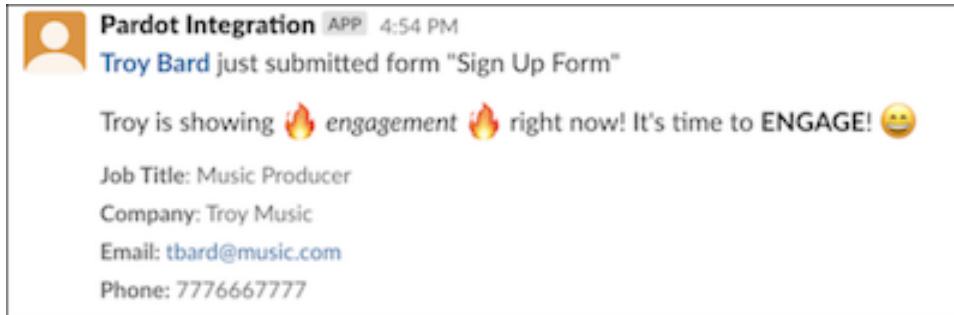 Pardot Integration APP 4:54 PM
Troy Bard just submitted form "Sign Up Form"
Troy is showing 🔥 engagement 🔥 right now! It's time to ENGAGE! 😄
Job Title: Music Producer
Company: Troy Music
Email: tbard@music.com
Phone: 7776667777